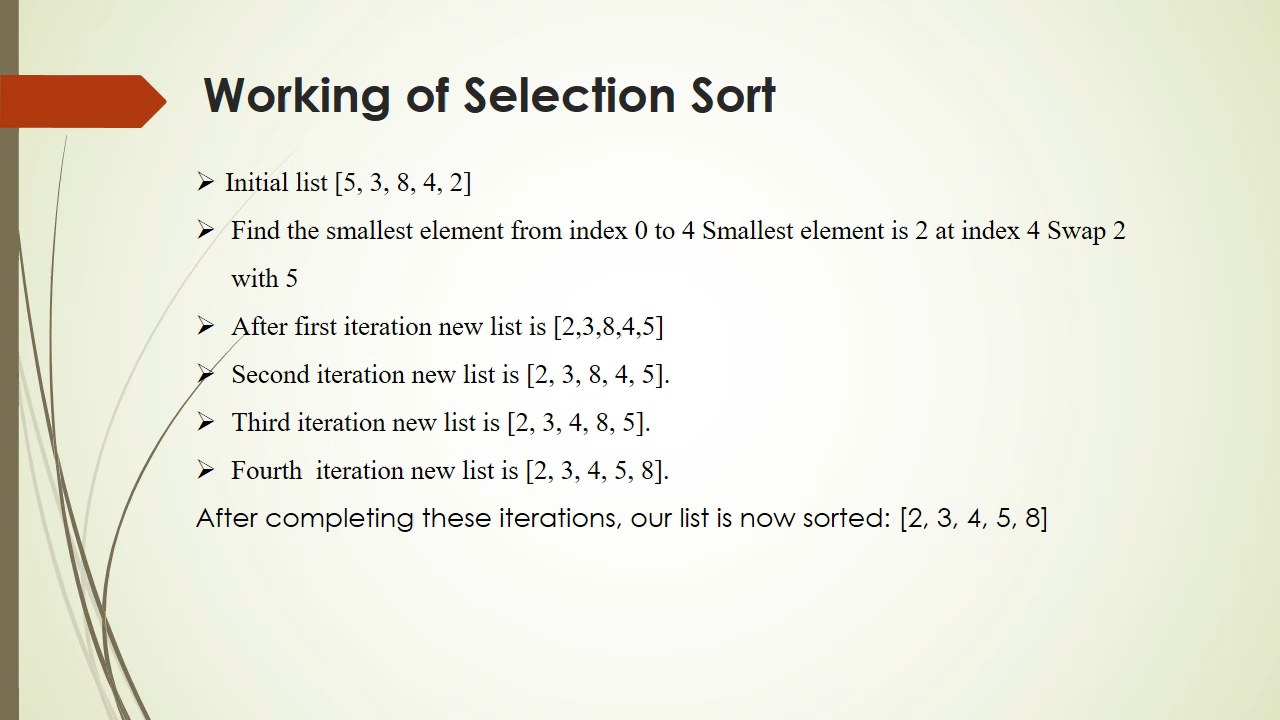 Working of Selection Sort
➢ Initial list [5, 3, 8, 4, 2]
➢ Find the smallest element from index 0 to 4 Smallest element is 2 at index 4 Swap 2
with 5
➢ After first iteration new list is [2,3,8,4,5]
➢ Second iteration new list is [2, 3, 8, 4, 5].
➢ Third iteration new list is [2, 3, 4, 8, 5].
➢ Fourth  iteration new list is [2, 3, 4, 5, 8].
After completing these iterations, our list is now sorted: [2, 3, 4, 5, 8]